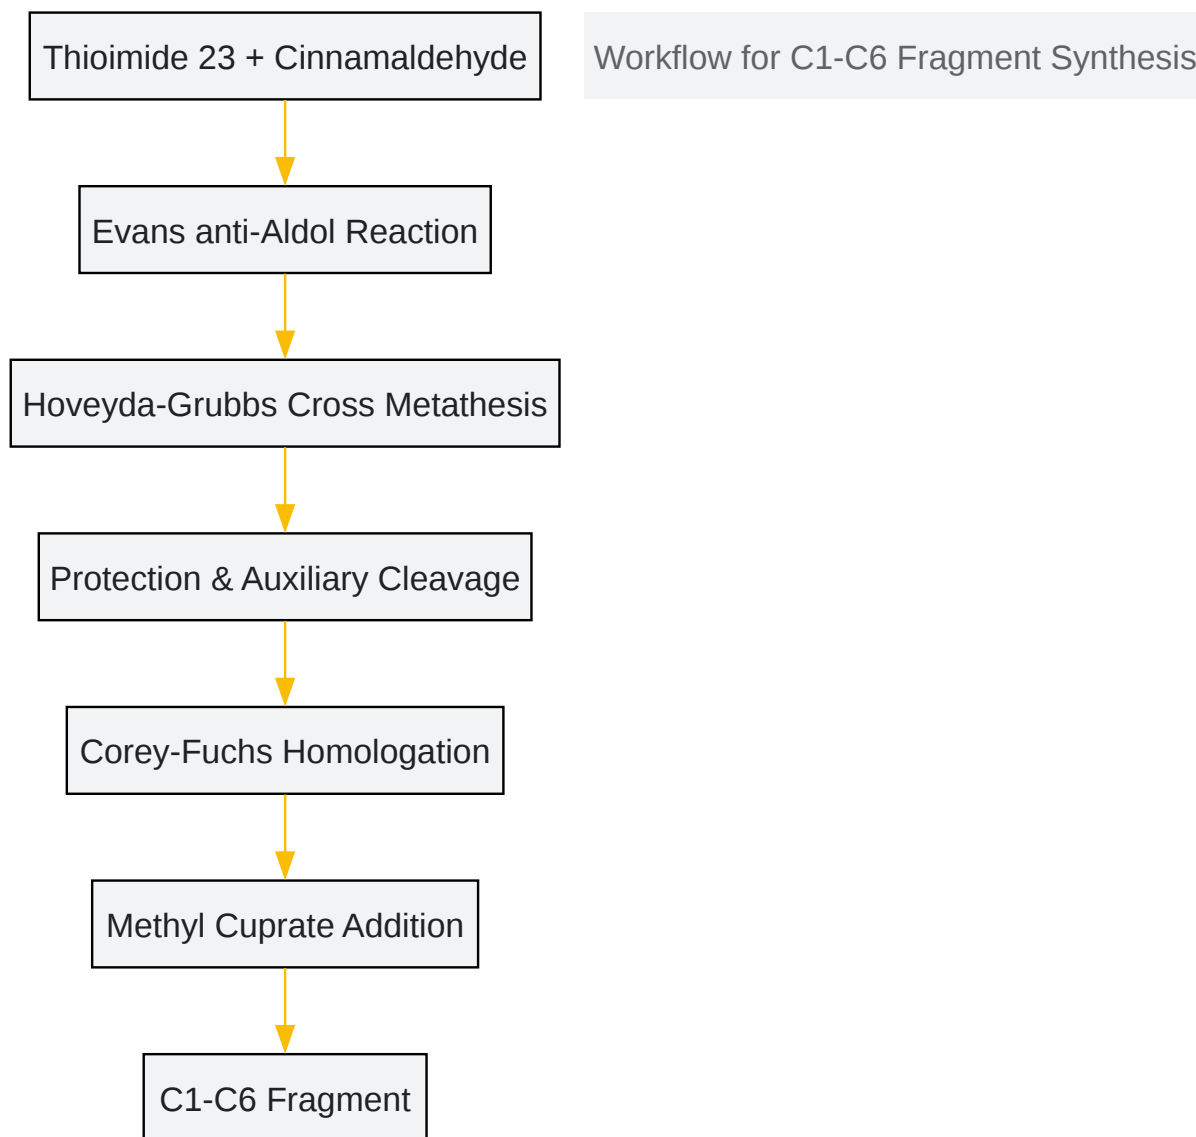 Thioimide 23 + Cinnamaldehyde
Workflow for C1-C6 Fragment Synthesis
Evans anti-Aldol Reaction
Hoveyda-Grubbs Cross Metathesis
Protection & Auxiliary Cleavage
Corey-Fuchs Homologation
Methyl Cuprate Addition
C1-C6 Fragment